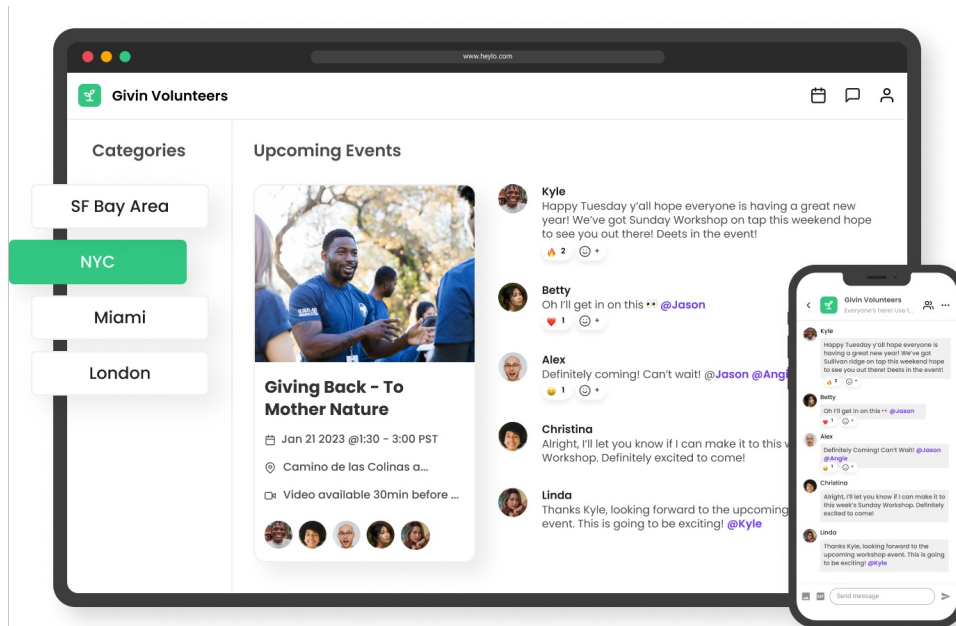 www.heylo.com
Givin Volunteers
Categories
SF Bay Area
NYC
Miami
London
Upcoming Events
Giving Back - To
Mother Nature
Jan 21 2023 @1:30 - 3:00 PST
Camino de las Colinas a...
Video available 30min before ...
Kyle
Happy Tuesday y'all hope everyone is having a great new
year! We've got Sunday Workshop on tap this weekend hope
to see you out there! Deets in the event!
2
Betty
Oh I'll get in on this @Jason
1
Alex
Definitely coming! Can't wait! @Jason @Angi
1
Christina
Alright, I'll let you know if I can make it to this
Workshop. Definitely excited to come!
Linda
Thanks Kyle, looking forward to the upcoming
event. This is going to be exciting! @Kyle
Givin Volunteers
Everyone's here! Use t...
Kyle
Happy Tuesday y'all hope everyone is
having a great new year! We've got
Sullivan ridge on tap this weekend hope
to see you out there! Deets in the event!
2
Betty
Oh I'll get in on this @Jason
1
Alex
Definitely Coming! Can't Wait! @Jason
@Angie
1
Christina
Alright, I'll let you know if I can make it to
this week's Sunday Workshop. Definitely
excited to come!
Linda
Thanks Kyle, looking forward to the
upcoming workshop event. This is going
to be exciting! @Kyle
Send message